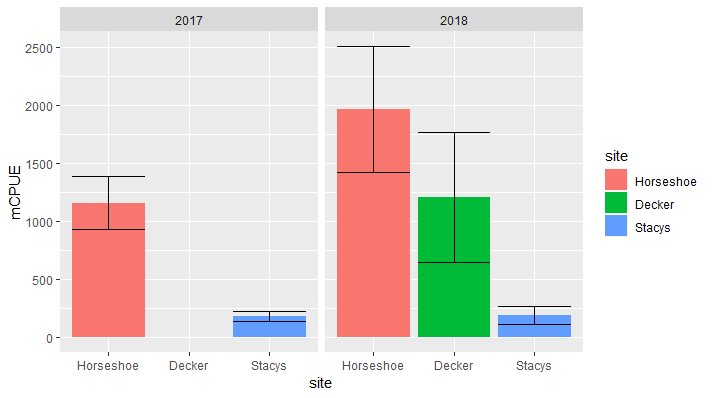 2017 2018
2500
2000
1500
1000
500
0
mCPUE
Horseshoe Decker Stacys Horseshoe Decker Stacys
site
site
Horseshoe
Decker
Stacys